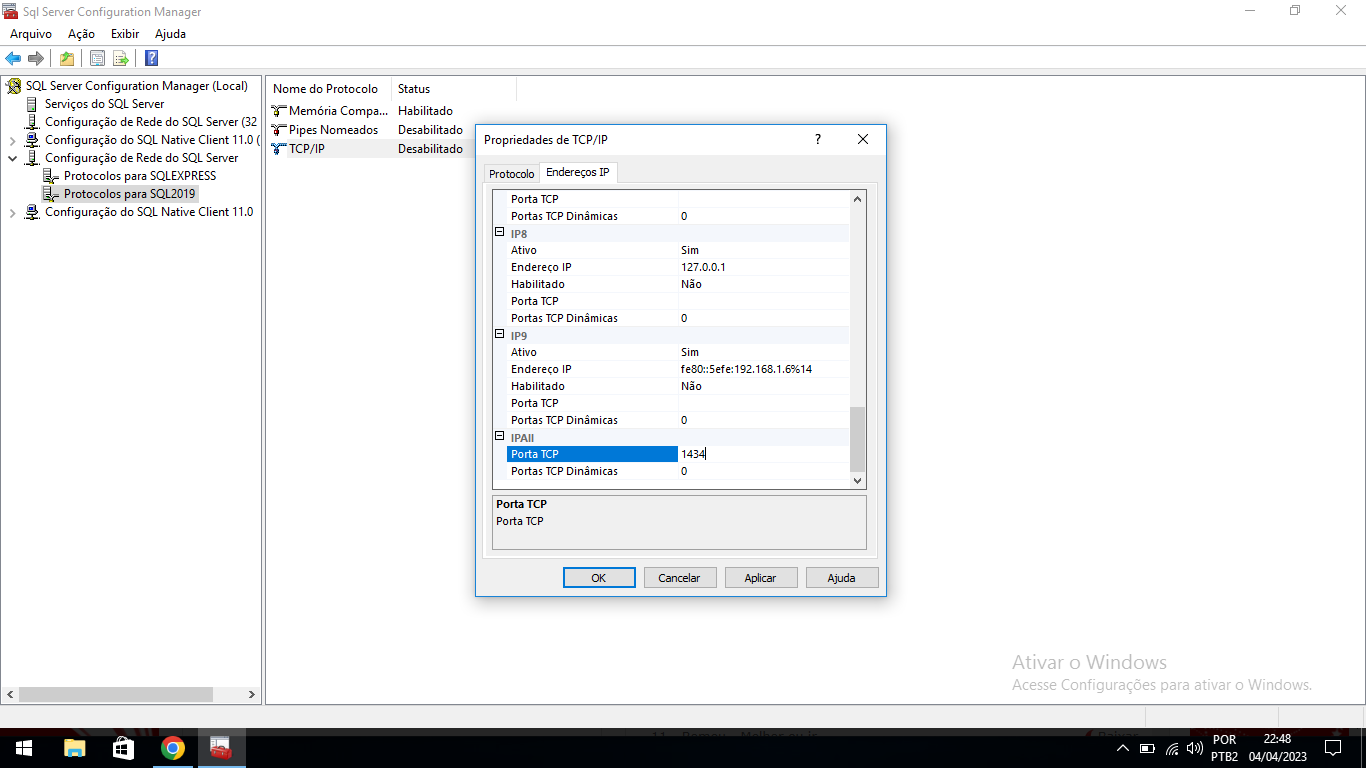 Sql Server Configuration Manager
Arquivo Ação Exibir Ajuda
SQL Server Configuration Manager (Local)
Serviços do SQL Server
Configuração de Rede do SQL Server (32
Configuração do SQL Native Client 11.0 (
Configuração de Rede do SQL Server
Protocolos para SQLEXPRESS
Protocolos para SQL2019
Configuração do SQL Native Client 11.0
Nome do Protocolo Status
Memória Compa... Habilitado
Pipes Nomeados Desabilitado
TCP/IP Desabilitado
Propriedades de TCP/IP ?
Protocolo Endereços IP
Porta TCP
Portas TCP Dinâmicas 0
IP8
Ativo Sim
Endereço IP 127.0.0.1
Habilitado Não
Porta TCP
Portas TCP Dinâmicas 0
IP9
Ativo Sim
Endereço IP fe80::5efe:192.168.1.6%14
Habilitado Não
Porta TCP
Portas TCP Dinâmicas 0
IPAll
Porta TCP 1434
Portas TCP Dinâmicas 0
Porta TCP
Porta TCP
OK Cancelar Aplicar Ajuda
Ativar o Windows
Acesse Configurações para ativar o Windows.
POR 22:48
PTB2 04/04/2023